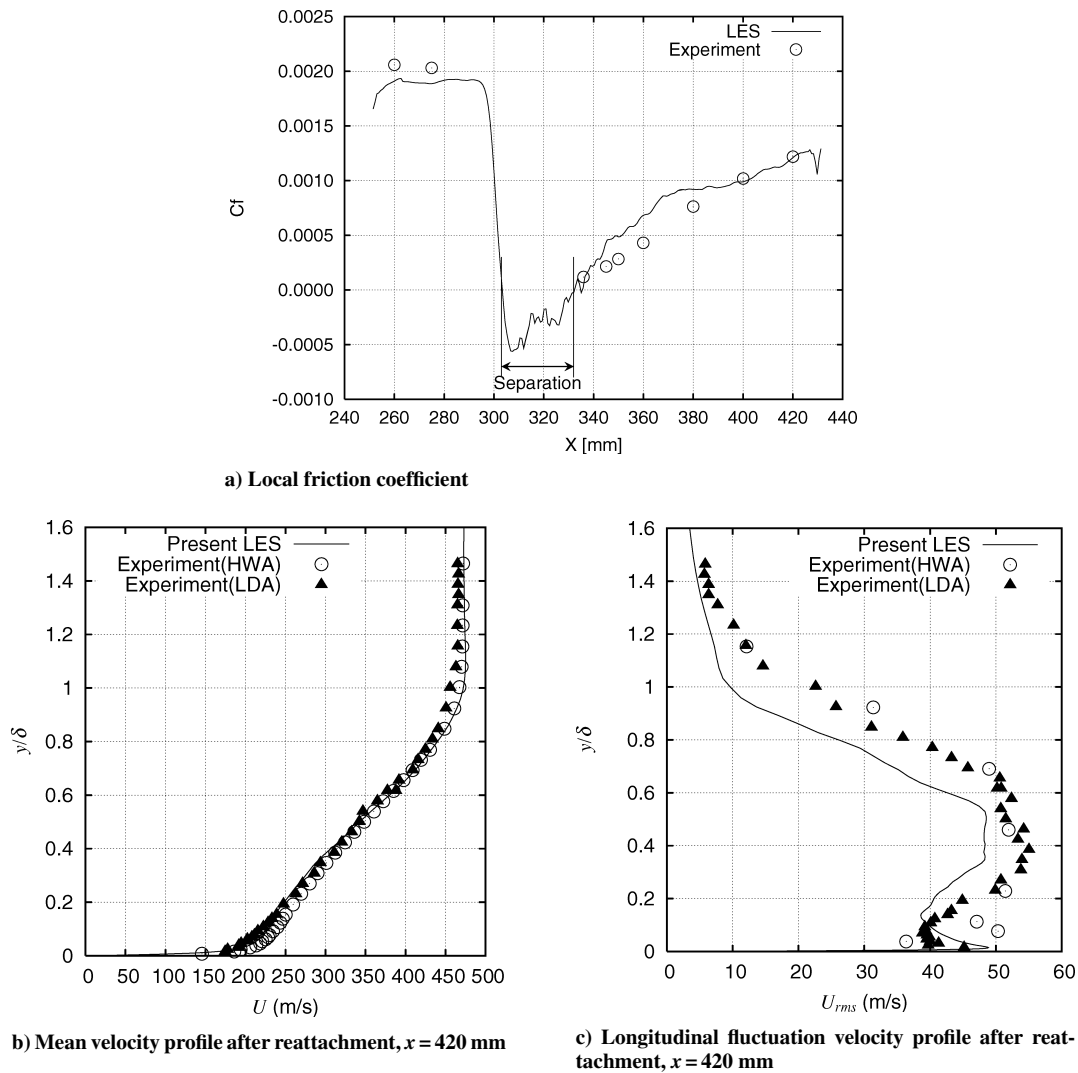 0.0025
0.0020
0.0015
0.0010
0.0005
0.0000
-0.0005
-0.0010
Cf
LES
Experiment
Separation
240 260 280 300 320 340 360 380 400 420 440
X [mm]
a) Local friction coefficient
1.6
1.4
1.2
1
0.8
0.6
0.4
0.2
0
y/δ
Present LES
Experiment(HWA)
Experiment(LDA)
0 50 100 150 200 250 300 350 400 450 500
U (m/s)
b) Mean velocity profile after reattachment, x = 420 mm
1.6
1.4
1.2
1
0.8
0.6
0.4
0.2
0
y/δ
Present LES
Experiment(HWA)
Experiment(LDA)
0 10 20 30 40 50 60
Urms (m/s)
c) Longitudinal fluctuation velocity profile after reat-
tachment, x = 420 mm